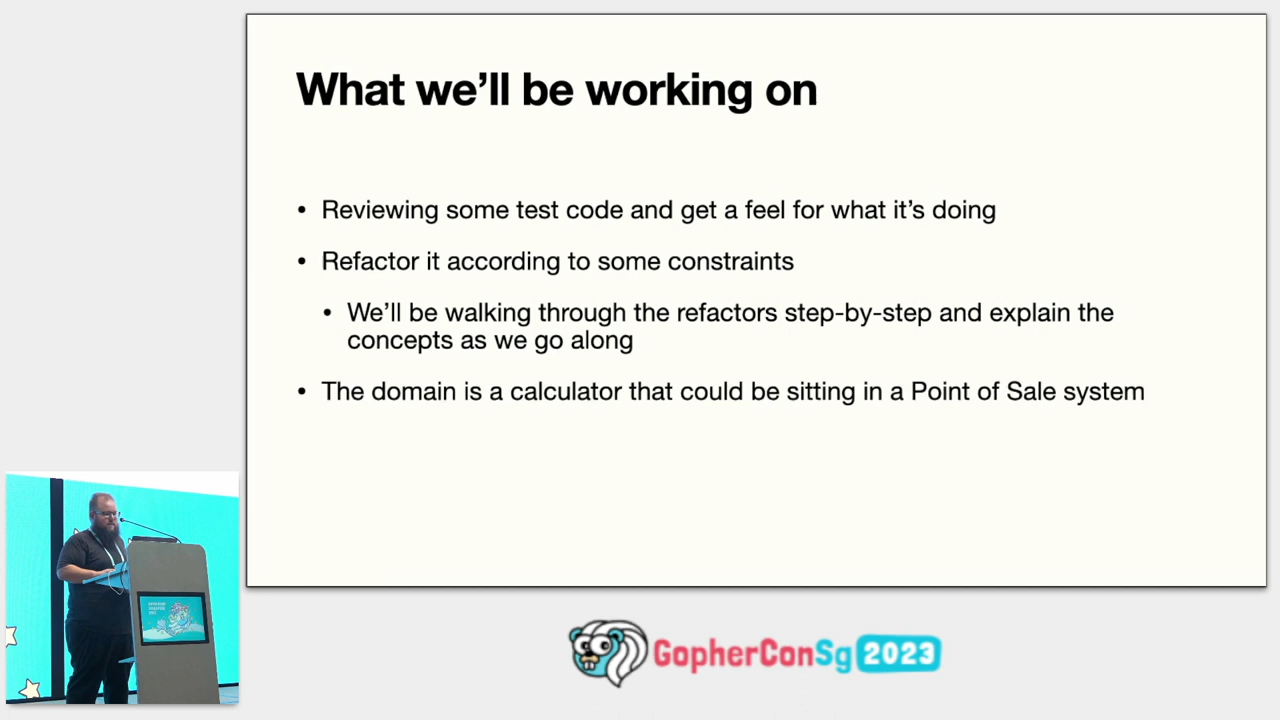 What we'll be working on
• Reviewing some test code and get a feel for what it's doing
• Refactor it according to some constraints
• We'll be walking through the refactors step-by-step and explain the
concepts as we go along
• The domain is a calculator that could be sitting in a Point of Sale system
GopherConSg 2023